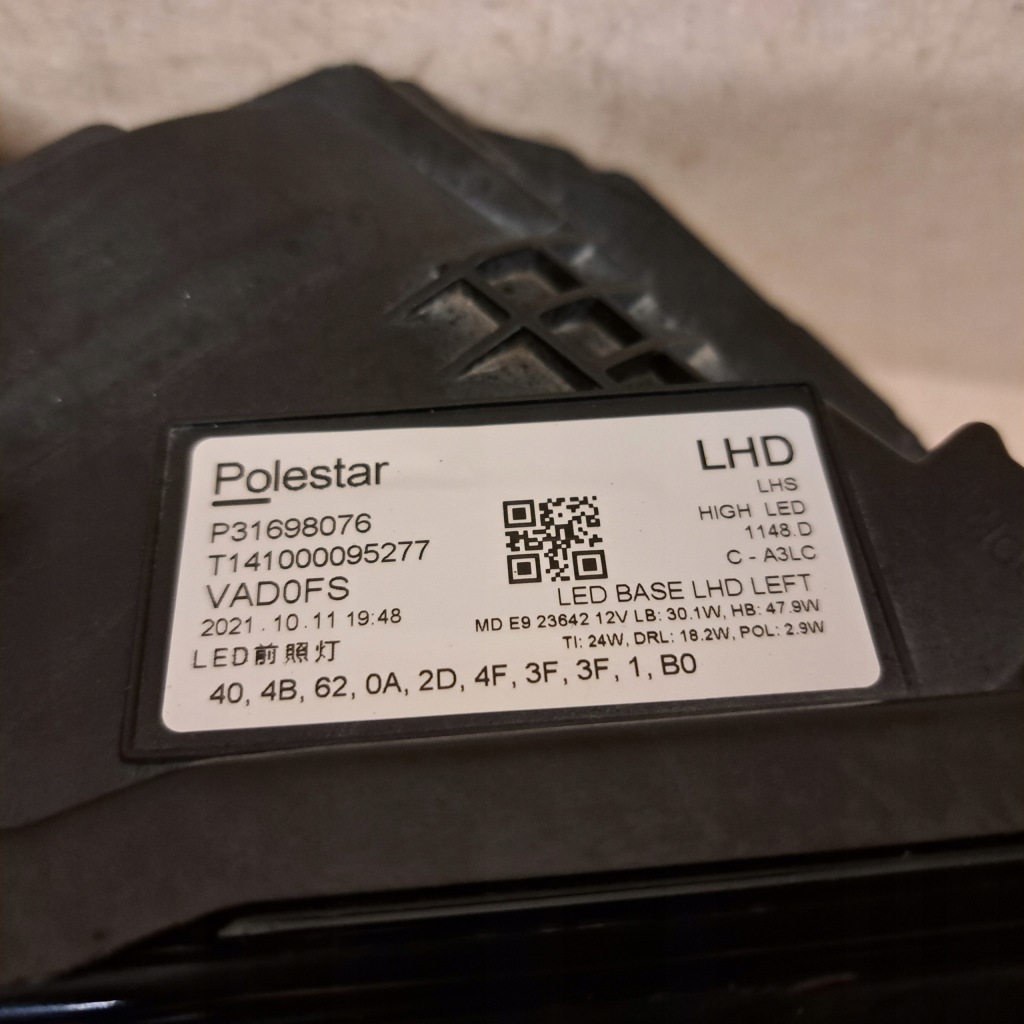 Polestar
LHD
LHS
P31698076
HIGH LED
T141000095277
1148.D
VAD0FS
C - A3LC
2021.10.11 19:48
LED BASE LHD LEFT
MD E9 23642 12V LB: 30.1W, HB: 47.9W
LED前照灯
TI: 24W, DRL: 18.2W, POL: 2.9W
40, 4B, 62, 0A, 2D, 4F, 3F, 3F, 1, B0